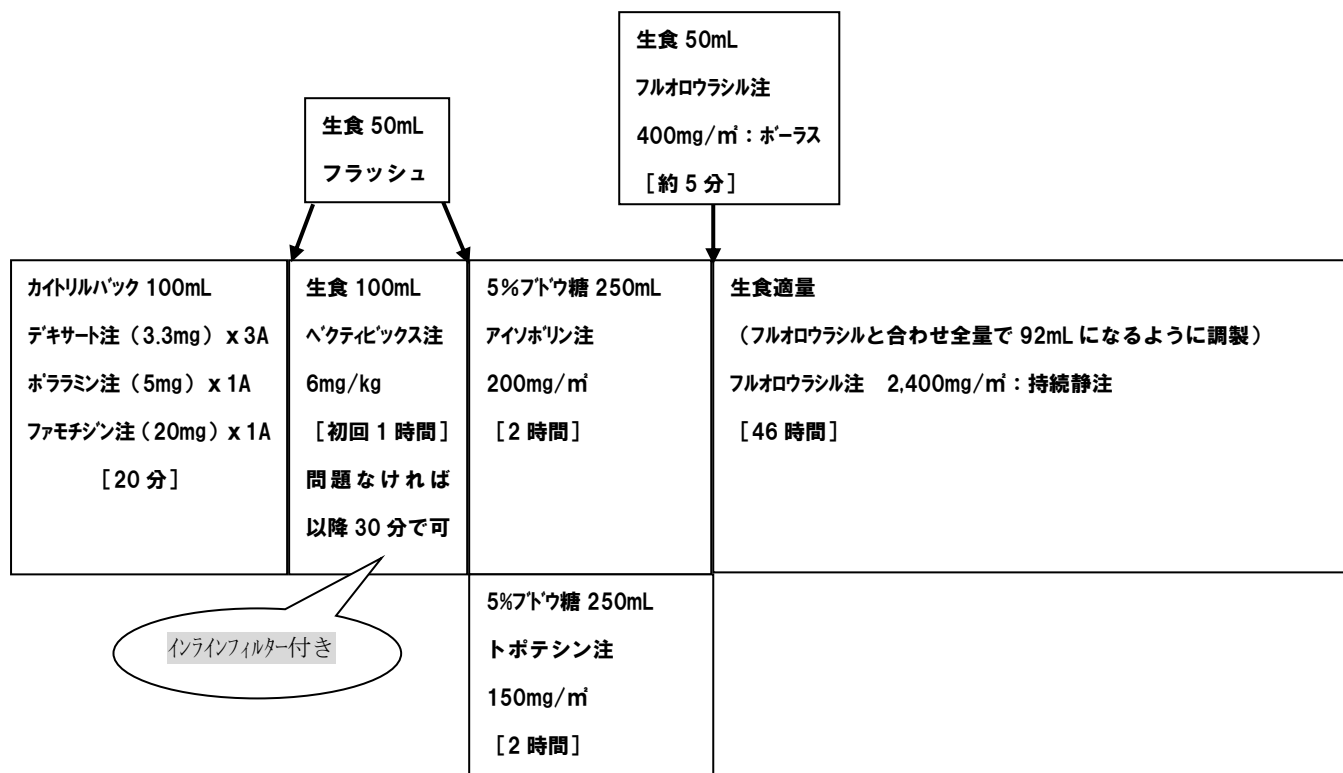 生食 50mL
フルオロウラシル注
400mg/㎡：ボーラス
［約 5 分］
生食 50mL
フラッシュ
カイトリルバック 100mL
デキサート注（3.3mg）x 3A
ポララミン注（5mg）x 1A
ファモチジン注（20mg）x 1A
［20 分］
生食 100mL
ベクティビックス注
6mg/kg
［初回 1 時間］
問題なければ
以降 30 分で可
インラインフィルター付き
5%ブドウ糖 250mL
アイソボリン注
200mg/㎡
［2 時間］
5%ブドウ糖 250mL
トポテシン注
150mg/㎡
［2 時間］
生食適量
（フルオロウラシルと合わせ全量で 92mL になるように調製）
フルオロウラシル注　2,400mg/㎡：持続静注
［46 時間］